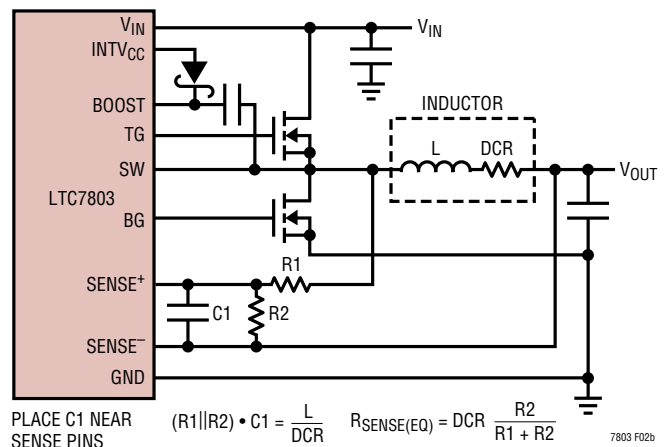 V_IN
V_IN
INTV_CC
BOOST
INDUCTOR
TG
L DCR
SW
V_OUT
LTC7803
BG
R1
SENSE⁺
C1 R2
SENSE⁻
GND
PLACE C1 NEAR
SENSE PINS
(R1||R2) • C1 = L/DCR
R_SENSE(EQ) = DCR R2/(R1 + R2)
7803 F02b